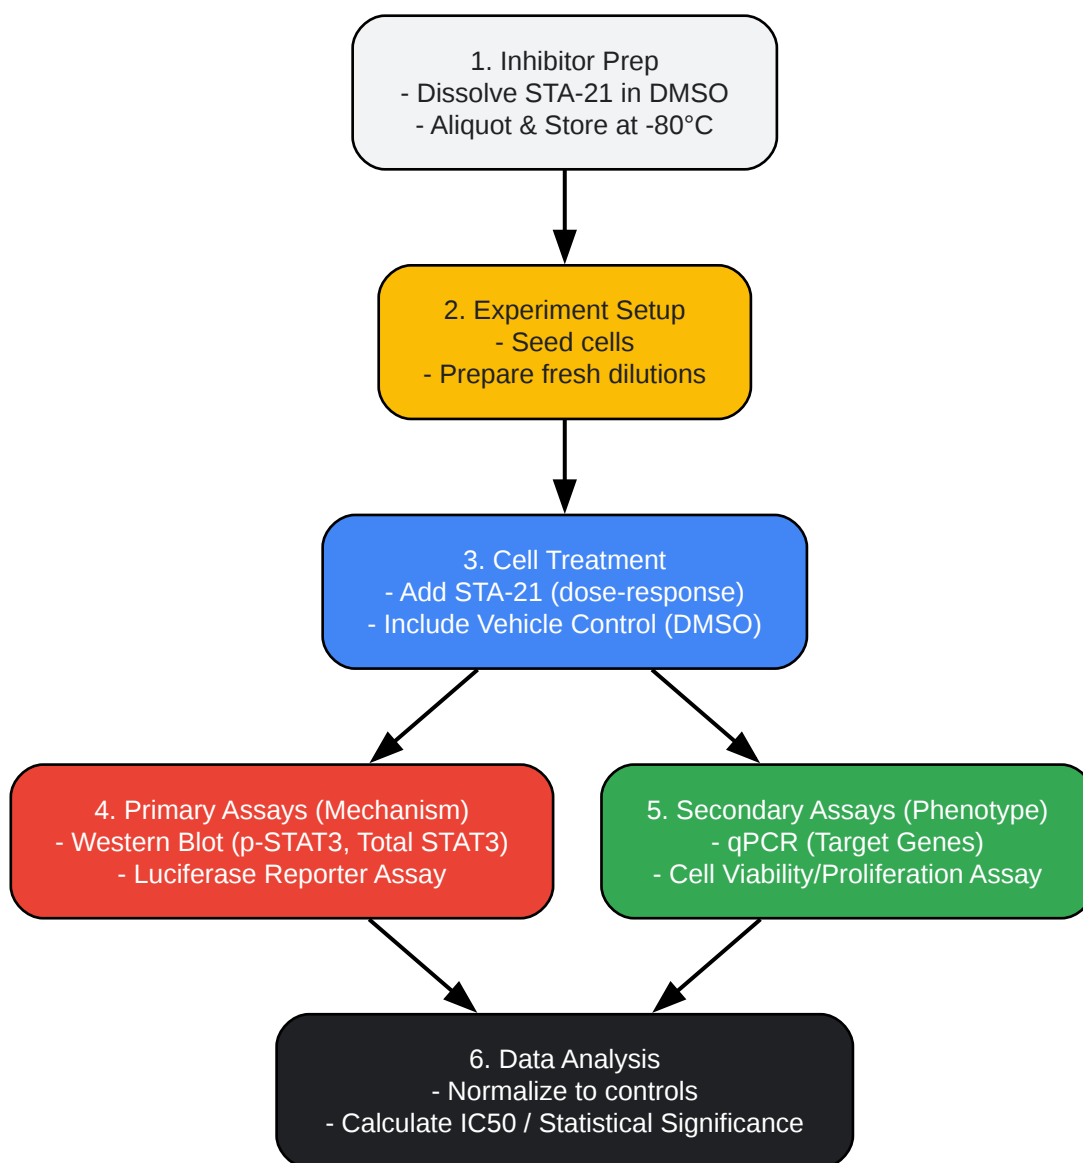 1. Inhibitor Prep
- Dissolve STA-21 in DMSO
- Aliquot & Store at -80°C
2. Experiment Setup
- Seed cells
- Prepare fresh dilutions
3. Cell Treatment
- Add STA-21 (dose-response)
- Include Vehicle Control (DMSO)
4. Primary Assays (Mechanism)
- Western Blot (p-STAT3, Total STAT3)
- Luciferase Reporter Assay
5. Secondary Assays (Phenotype)
- qPCR (Target Genes)
- Cell Viability/Proliferation Assay
6. Data Analysis
- Normalize to controls
- Calculate IC50 / Statistical Significance